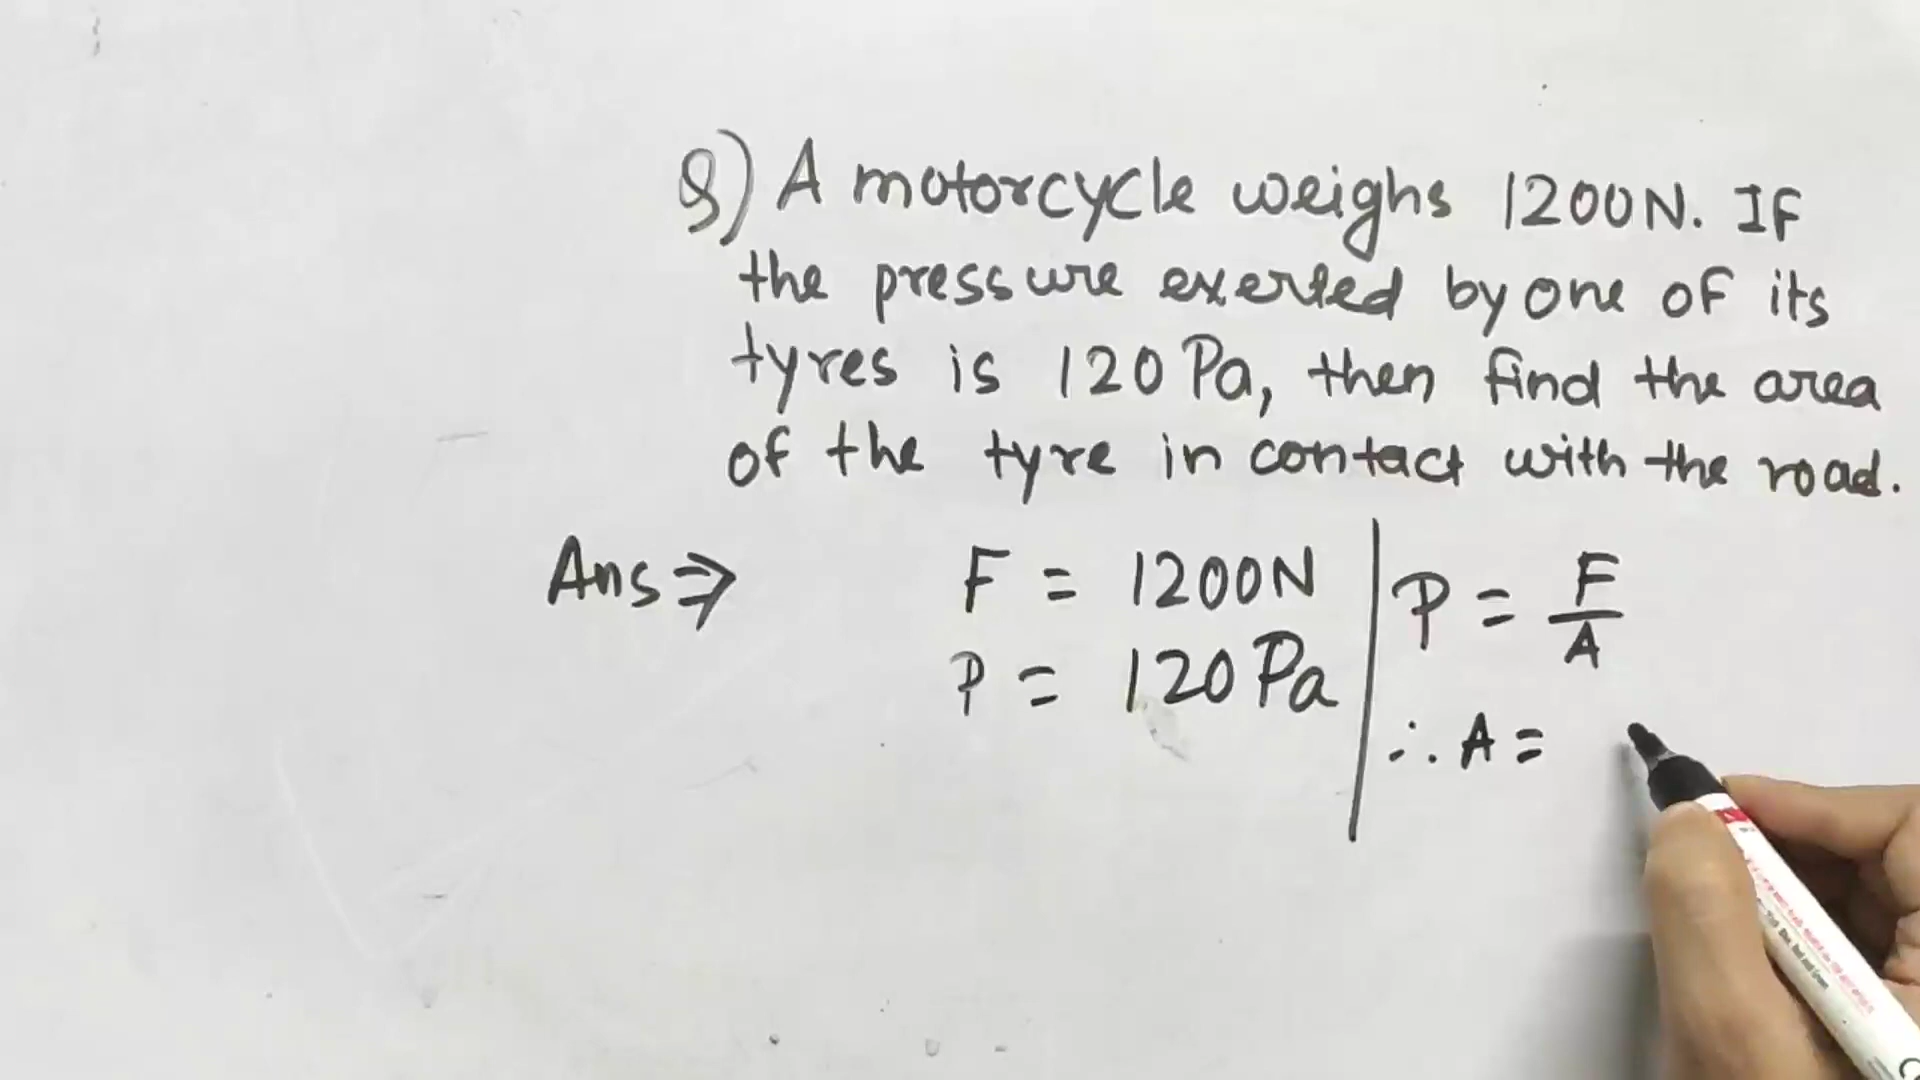 Q) A motorcycle weighs 1200N. If
the pressure exerted by one of its
tyres is 120 Pa, then find the area
of the tyre in contact with the road.
Ans ⇒ F = 1200N
P = 120 Pa
P = F/A
∴ A =